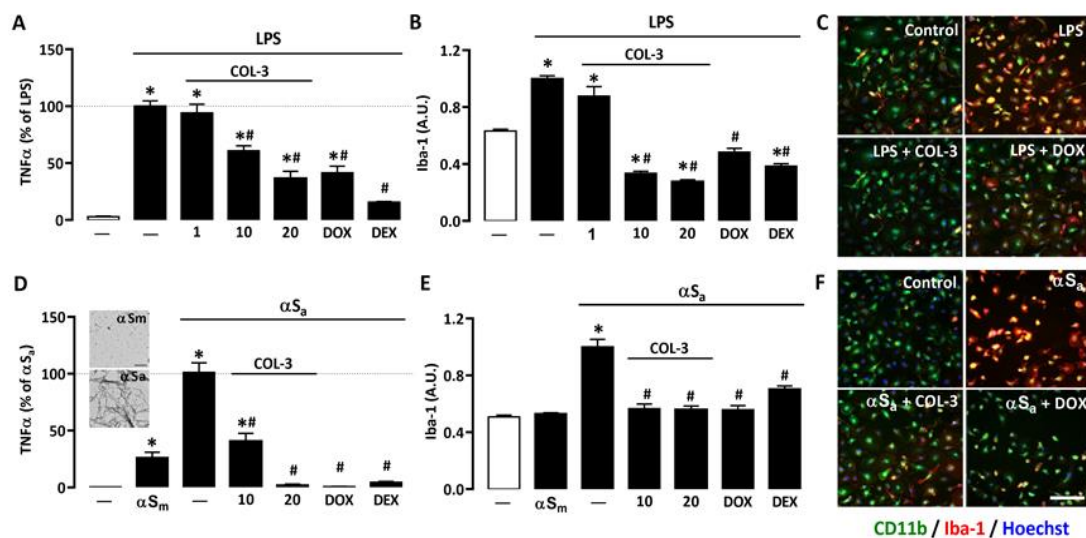 A
LPS
COL-3
TNFα (% of LPS)
150
100
50
0
*
*
*#
*#
*#
#
— — 1 10 20 DOX DEX
B
LPS
COL-3
Iba-1 (A.U.)
1.2
0.8
0.4
0.0
*
*
*#
*#
#
*#
— — 1 10 20 DOX DEX
C
Control
LPS
LPS + COL-3
LPS + DOX
D
αSa
COL-3
αSm
αSa
TNFα (% of αSa)
150
100
50
0
*
*
*#
#
#
#
— αSm — 10 20 DOX DEX
E
αSa
COL-3
Iba-1 (A.U.)
1.2
0.8
0.4
0.0
*
#
#
#
#
— αSm — 10 20 DOX DEX
F
Control
αSa
αSa + COL-3
αSa + DOX
CD11b / Iba-1 / Hoechst